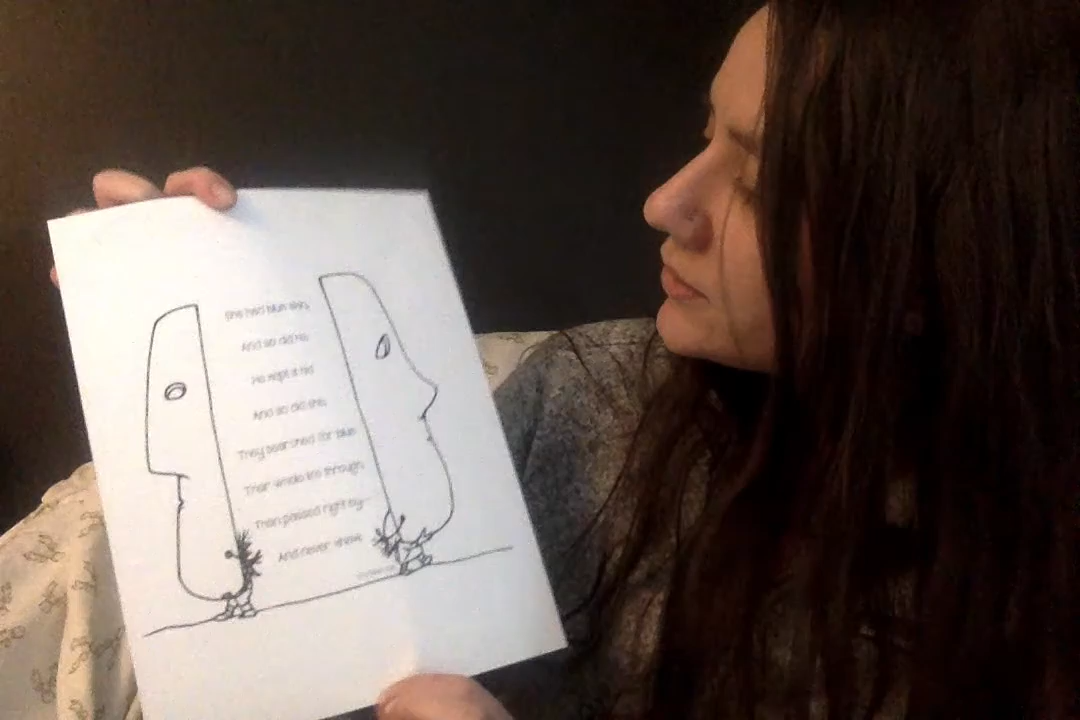 She had blue skin,
And so did he.
He kept it hid
And so did she.
They searched for blue
Their whole life through,
Then passed right by—
And never knew.